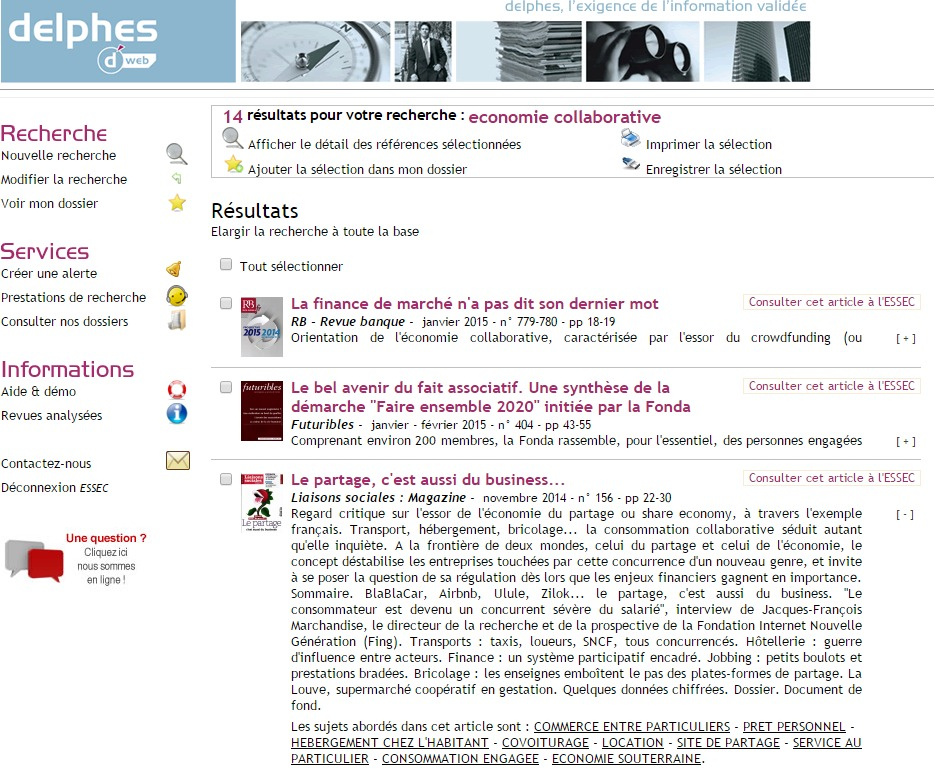 delphes, l'exigence de l'information validée
delphes
d' web
Recherche
Nouvelle recherche
Modifier la recherche
Voir mon dossier
Services
Créer une alerte
Prestations de recherche
Consulter nos dossiers
Informations
Aide & démo
Revues analysées
Contactez-nous
Déconnexion ESSEC
Une question ?
Cliquez ici
nous sommes
en ligne !
14 résultats pour votre recherche : economie collaborative
Afficher le détail des références sélectionnées
Imprimer la sélection
Ajouter la sélection dans mon dossier
Enregistrer la sélection
Résultats
Elargir la recherche à toute la base
Tout sélectionner
RB
2015 2014
La finance de marché n'a pas dit son dernier mot
Consulter cet article à l'ESSEC
RB - Revue banque - janvier 2015 - n° 779-780 - pp 18-19
Orientation de l'économie collaborative, caractérisée par l'essor du crowdfunding (ou
[ + ]
futuribles
Le bel avenir du fait associatif. Une synthèse de la
démarche "Faire ensemble 2020" initiée par la Fonda
Consulter cet article à l'ESSEC
Futuribles - janvier - février 2015 - n° 404 - pp 43-55
Comprenant environ 200 membres, la Fonda rassemble, pour l'essentiel, des personnes engagées
[ + ]
Liaisons
sociales
Le partage
Le partage, c'est aussi du business...
Consulter cet article à l'ESSEC
Liaisons sociales : Magazine - novembre 2014 - n° 156 - pp 22-30
[ - ]
Regard critique sur l'essor de l'économie du partage ou share economy, à travers l'exemple
français. Transport, hébergement, bricolage... la consommation collaborative séduit autant
qu'elle inquiète. A la frontière de deux mondes, celui du partage et celui de l'économie, le
concept déstabilise les entreprises touchées par cette concurrence d'un nouveau genre, et invite
à se poser la question de sa régulation dès lors que les enjeux financiers gagnent en importance.
Sommaire. BlaBlaCar, Airbnb, Ulule, Zilok... le partage, c'est aussi du business. "Le
consommateur est devenu un concurrent sévère du salarié", interview de Jacques-François
Marchandise, le directeur de la recherche et de la prospective de la Fondation Internet Nouvelle
Génération (Fing). Transports : taxis, loueurs, SNCF, tous concurrencés. Hôtellerie : guerre
d'influence entre acteurs. Finance : un système participatif encadré. Jobbing : petits boulots et
prestations bradées. Bricolage : les enseignes emboîtent le pas des plates-formes de partage. La
Louve, supermarché coopératif en gestation. Quelques données chiffrées. Dossier. Document de
fond.
Les sujets abordés dans cet article sont : COMMERCE ENTRE PARTICULIERS - PRET PERSONNEL -
HEBERGEMENT CHEZ L'HABITANT - COVOITURAGE - LOCATION - SITE DE PARTAGE - SERVICE AU
PARTICULIER - CONSOMMATION ENGAGEE - ECONOMIE SOUTERRAINE.